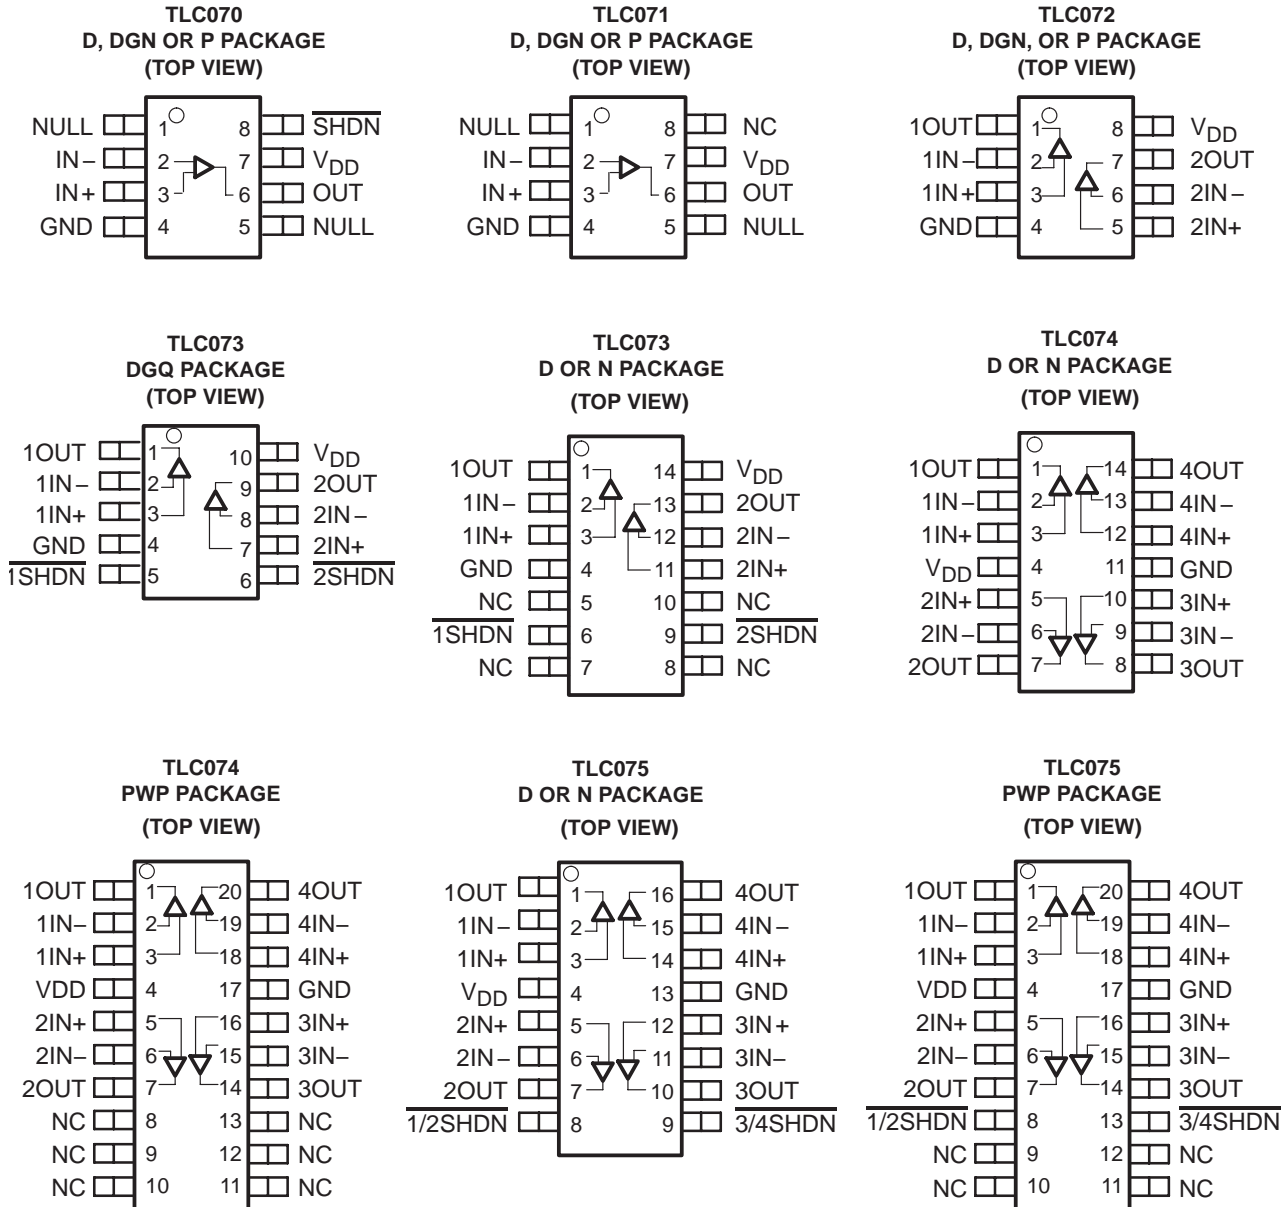 TLC070
D, DGN OR P PACKAGE
(TOP VIEW)
NULL 1 8 SHDN
IN− 2 7 VDD
IN+ 3 6 OUT
GND 4 5 NULL
TLC071
D, DGN OR P PACKAGE
(TOP VIEW)
NULL 1 8 NC
IN− 2 7 VDD
IN+ 3 6 OUT
GND 4 5 NULL
TLC072
D, DGN, OR P PACKAGE
(TOP VIEW)
1OUT 1 8 VDD
1IN− 2 7 2OUT
1IN+ 3 6 2IN−
GND 4 5 2IN+
TLC073
DGQ PACKAGE
(TOP VIEW)
1OUT 1 10 VDD
1IN− 2 9 2OUT
1IN+ 3 8 2IN−
GND 4 7 2IN+
1SHDN 5 6 2SHDN
TLC073
D OR N PACKAGE
(TOP VIEW)
1OUT 1 14 VDD
1IN− 2 13 2OUT
1IN+ 3 12 2IN−
GND 4 11 2IN+
NC 5 10 NC
1SHDN 6 9 2SHDN
NC 7 8 NC
TLC074
D OR N PACKAGE
(TOP VIEW)
1OUT 1 14 4OUT
1IN− 2 13 4IN−
1IN+ 3 12 4IN+
VDD 4 11 GND
2IN+ 5 10 3IN+
2IN− 6 9 3IN−
2OUT 7 8 3OUT
TLC074
PWP PACKAGE
(TOP VIEW)
1OUT 1 20 4OUT
1IN− 2 19 4IN−
1IN+ 3 18 4IN+
VDD 4 17 GND
2IN+ 5 16 3IN+
2IN− 6 15 3IN−
2OUT 7 14 3OUT
NC 8 13 NC
NC 9 12 NC
NC 10 11 NC
TLC075
D OR N PACKAGE
(TOP VIEW)
1OUT 1 16 4OUT
1IN− 2 15 4IN−
1IN+ 3 14 4IN+
VDD 4 13 GND
2IN+ 5 12 3IN+
2IN− 6 11 3IN−
2OUT 7 10 3OUT
1/2SHDN 8 9 3/4SHDN
TLC075
PWP PACKAGE
(TOP VIEW)
1OUT 1 20 4OUT
1IN− 2 19 4IN−
1IN+ 3 18 4IN+
VDD 4 17 GND
2IN+ 5 16 3IN+
2IN− 6 15 3IN−
2OUT 7 14 3OUT
1/2SHDN 8 13 3/4SHDN
NC 9 12 NC
NC 10 11 NC